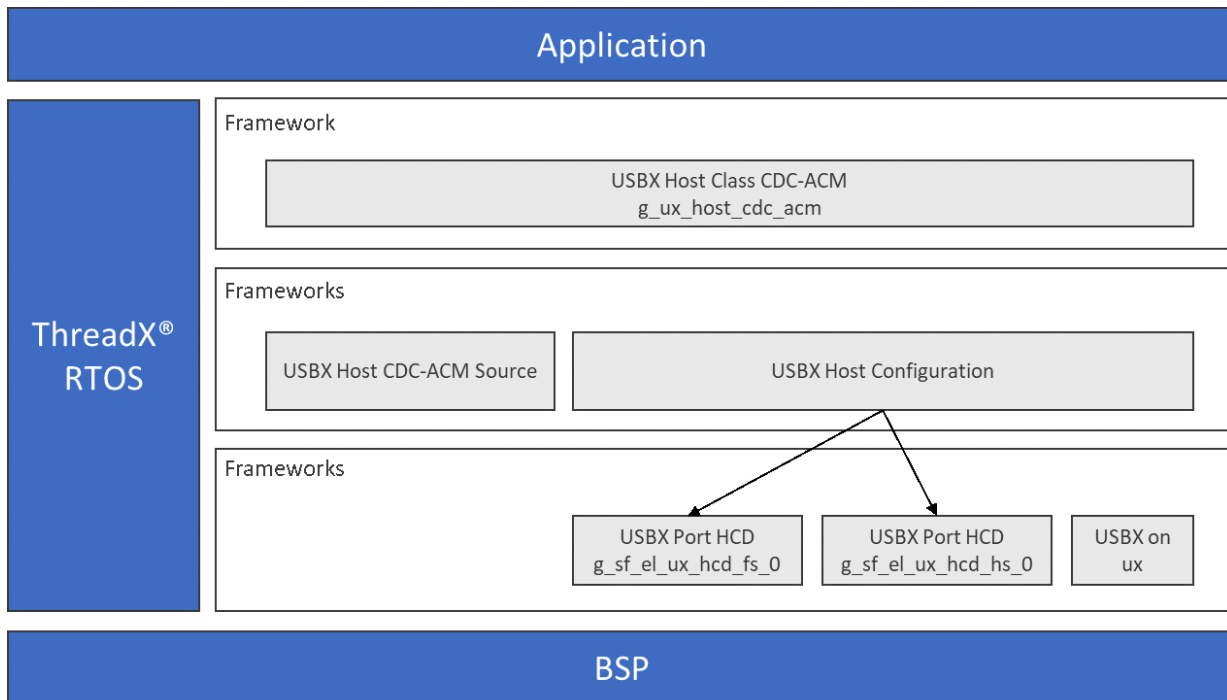 Application
ThreadX®
RTOS
Framework
USBX Host Class CDC-ACM
g_ux_host_cdc_acm
Frameworks
USBX Host CDC-ACM Source
USBX Host Configuration
Frameworks
USBX Port HCD
g_sf_el_ux_hcd_fs_0
USBX Port HCD
g_sf_el_ux_hcd_hs_0
USBX on
ux
BSP